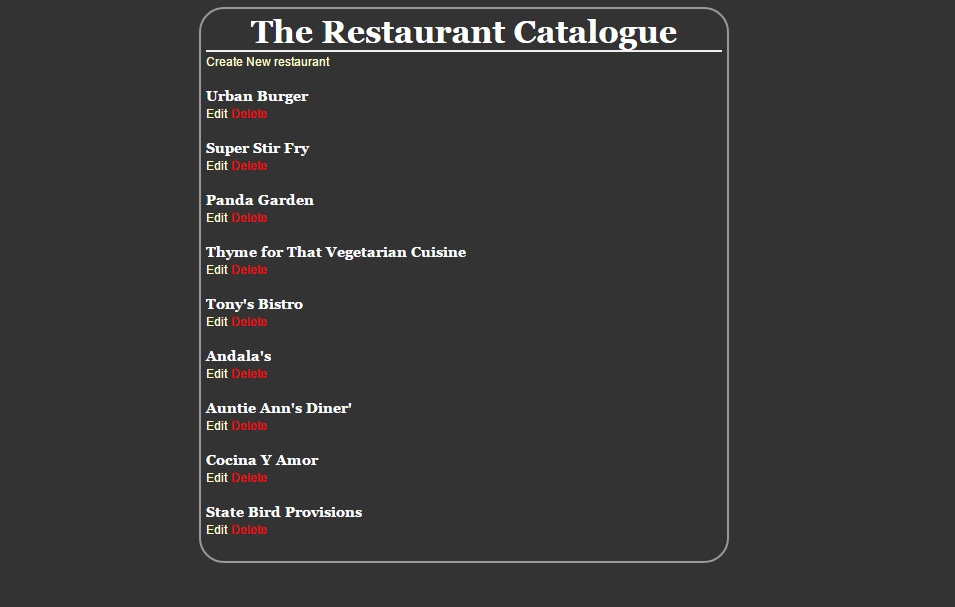 The Restaurant Catalogue
Create New restaurant
Urban Burger
Edit Delete
Super Stir Fry
Edit Delete
Panda Garden
Edit Delete
Thyme for That Vegetarian Cuisine
Edit Delete
Tony's Bistro
Edit Delete
Andala's
Edit Delete
Auntie Ann's Diner'
Edit Delete
Cocina Y Amor
Edit Delete
State Bird Provisions
Edit Delete